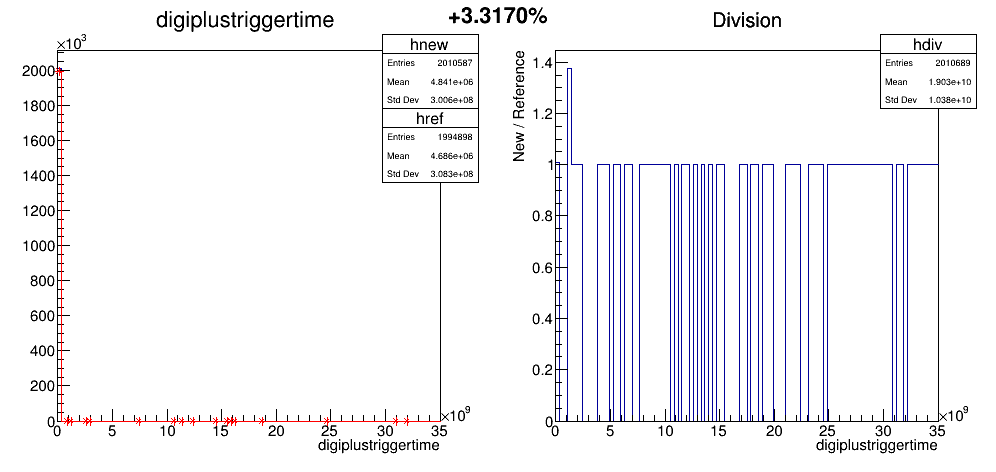 digiplustriggertime
+3.3170%
Division
×10³
hnew
Entries 2010587
Mean 4.841e+06
Std Dev 3.006e+08
href
Entries 1994898
Mean 4.686e+06
Std Dev 3.083e+08
2000
1800
1600
1400
1200
1000
800
600
400
200
0
0 5 10 15 20 25 30 35
×10⁹
digiplustriggertime
hdiv
Entries 2010689
Mean 1.903e+10
Std Dev 1.038e+10
New / Reference
1.4
1.2
1
0.8
0.6
0.4
0.2
0
0 5 10 15 20 25 30 35
×10⁹
digiplustriggertime